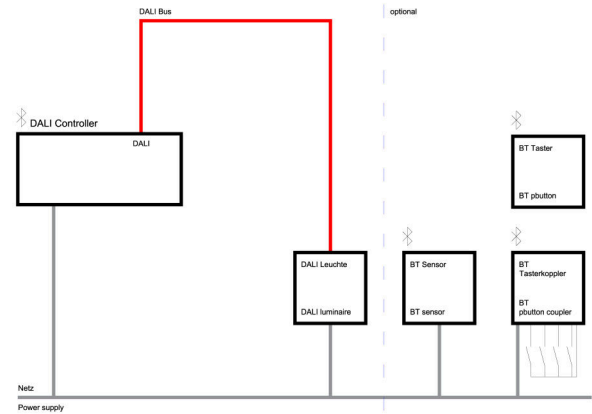 DALI Bus
optional
DALI Controller
DALI
BT Taster
BT pbutton
DALI Leuchte
DALI luminaire
BT Sensor
BT sensor
BT
Tasterkoppler
BT
pbutton coupler
Netz
Power supply